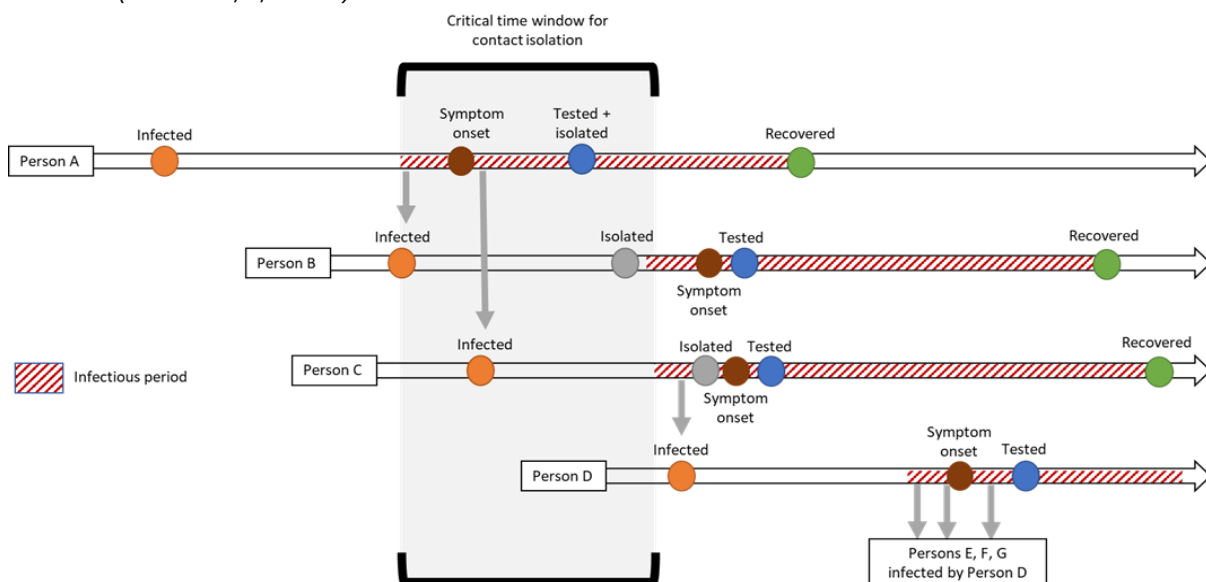 Critical time window for
contact isolation
Symptom
onset
Tested +
isolated
Infected
Recovered
Person A
Infected
Isolated
Tested
Recovered
Person B
Symptom
onset
Infected
Isolated
Tested
Recovered
Person C
Infectious period
Symptom
onset
Infected
Symptom
onset
Tested
Person D
Persons E, F, G
infected by Person D